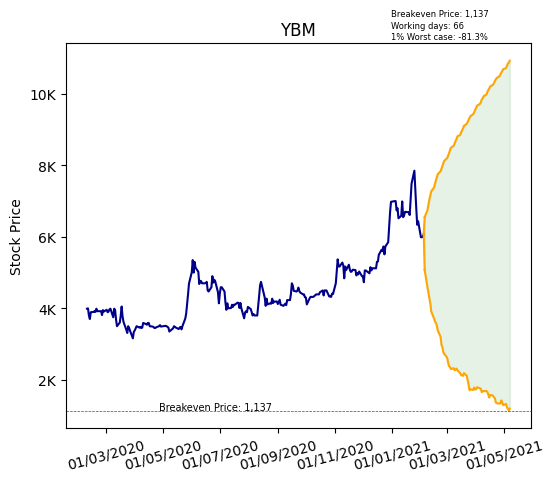 Breakeven Price: 1,137
Working days: 66
1% Worst case: -81.3%
YBM
Stock Price
10K
8K
6K
4K
2K
Breakeven Price: 1,137
01/03/2020
01/05/2020
01/07/2020
01/09/2020
01/11/2020
01/01/2021
01/03/2021
01/05/2021